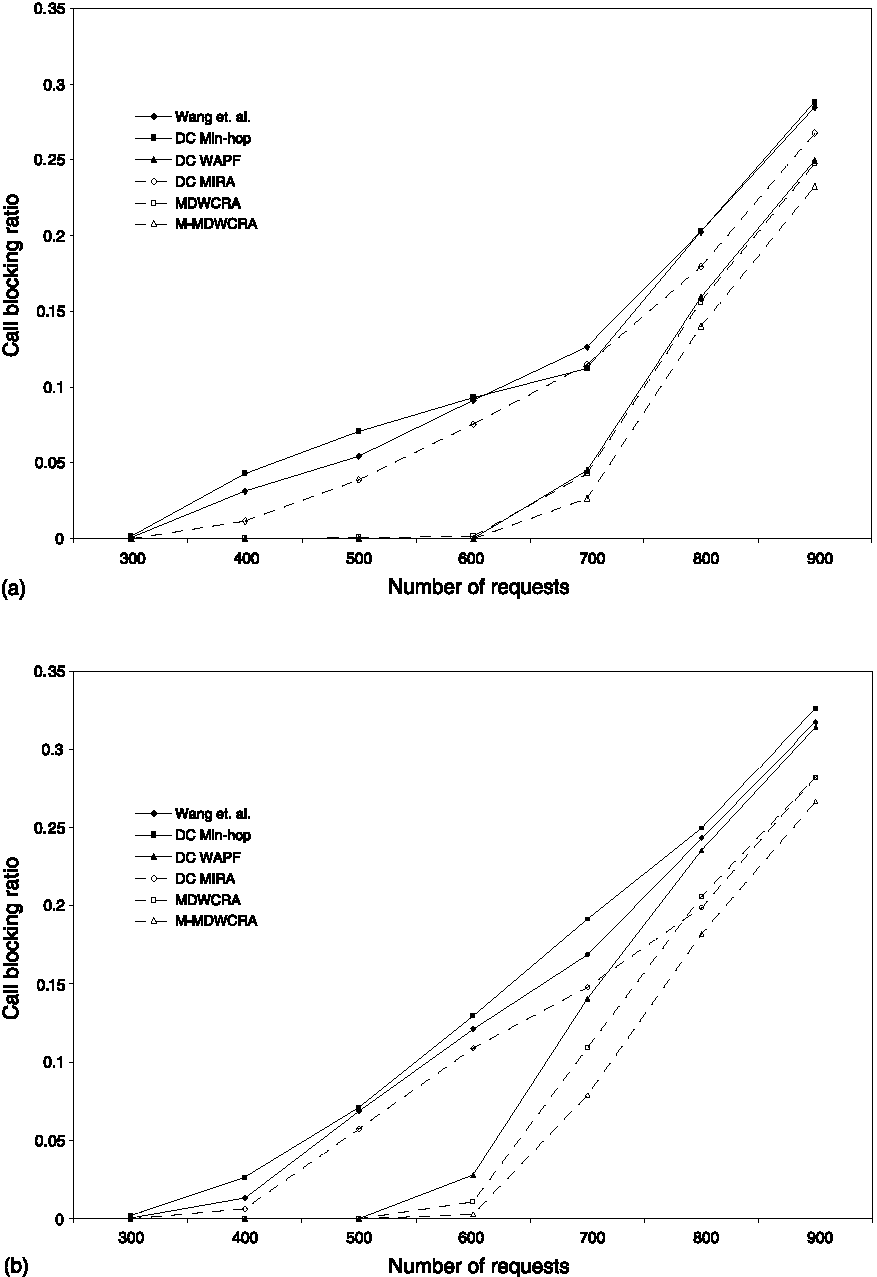 0.35
0.3
0.25
0.2
0.15
0.1
0.05
0
Call blocking ratio
Wang et. al.
DC Min-hop
DC WAPF
DC MIRA
MDWCRA
M-MDWCRA
300 400 500 600 700 800 900
Number of requests
(a)
0.35
0.3
0.25
0.2
0.15
0.1
0.05
0
Call blocking ratio
Wang et. al.
DC Min-hop
DC WAPF
DC MIRA
MDWCRA
M-MDWCRA
300 400 500 600 700 800 900
Number of requests
(b)